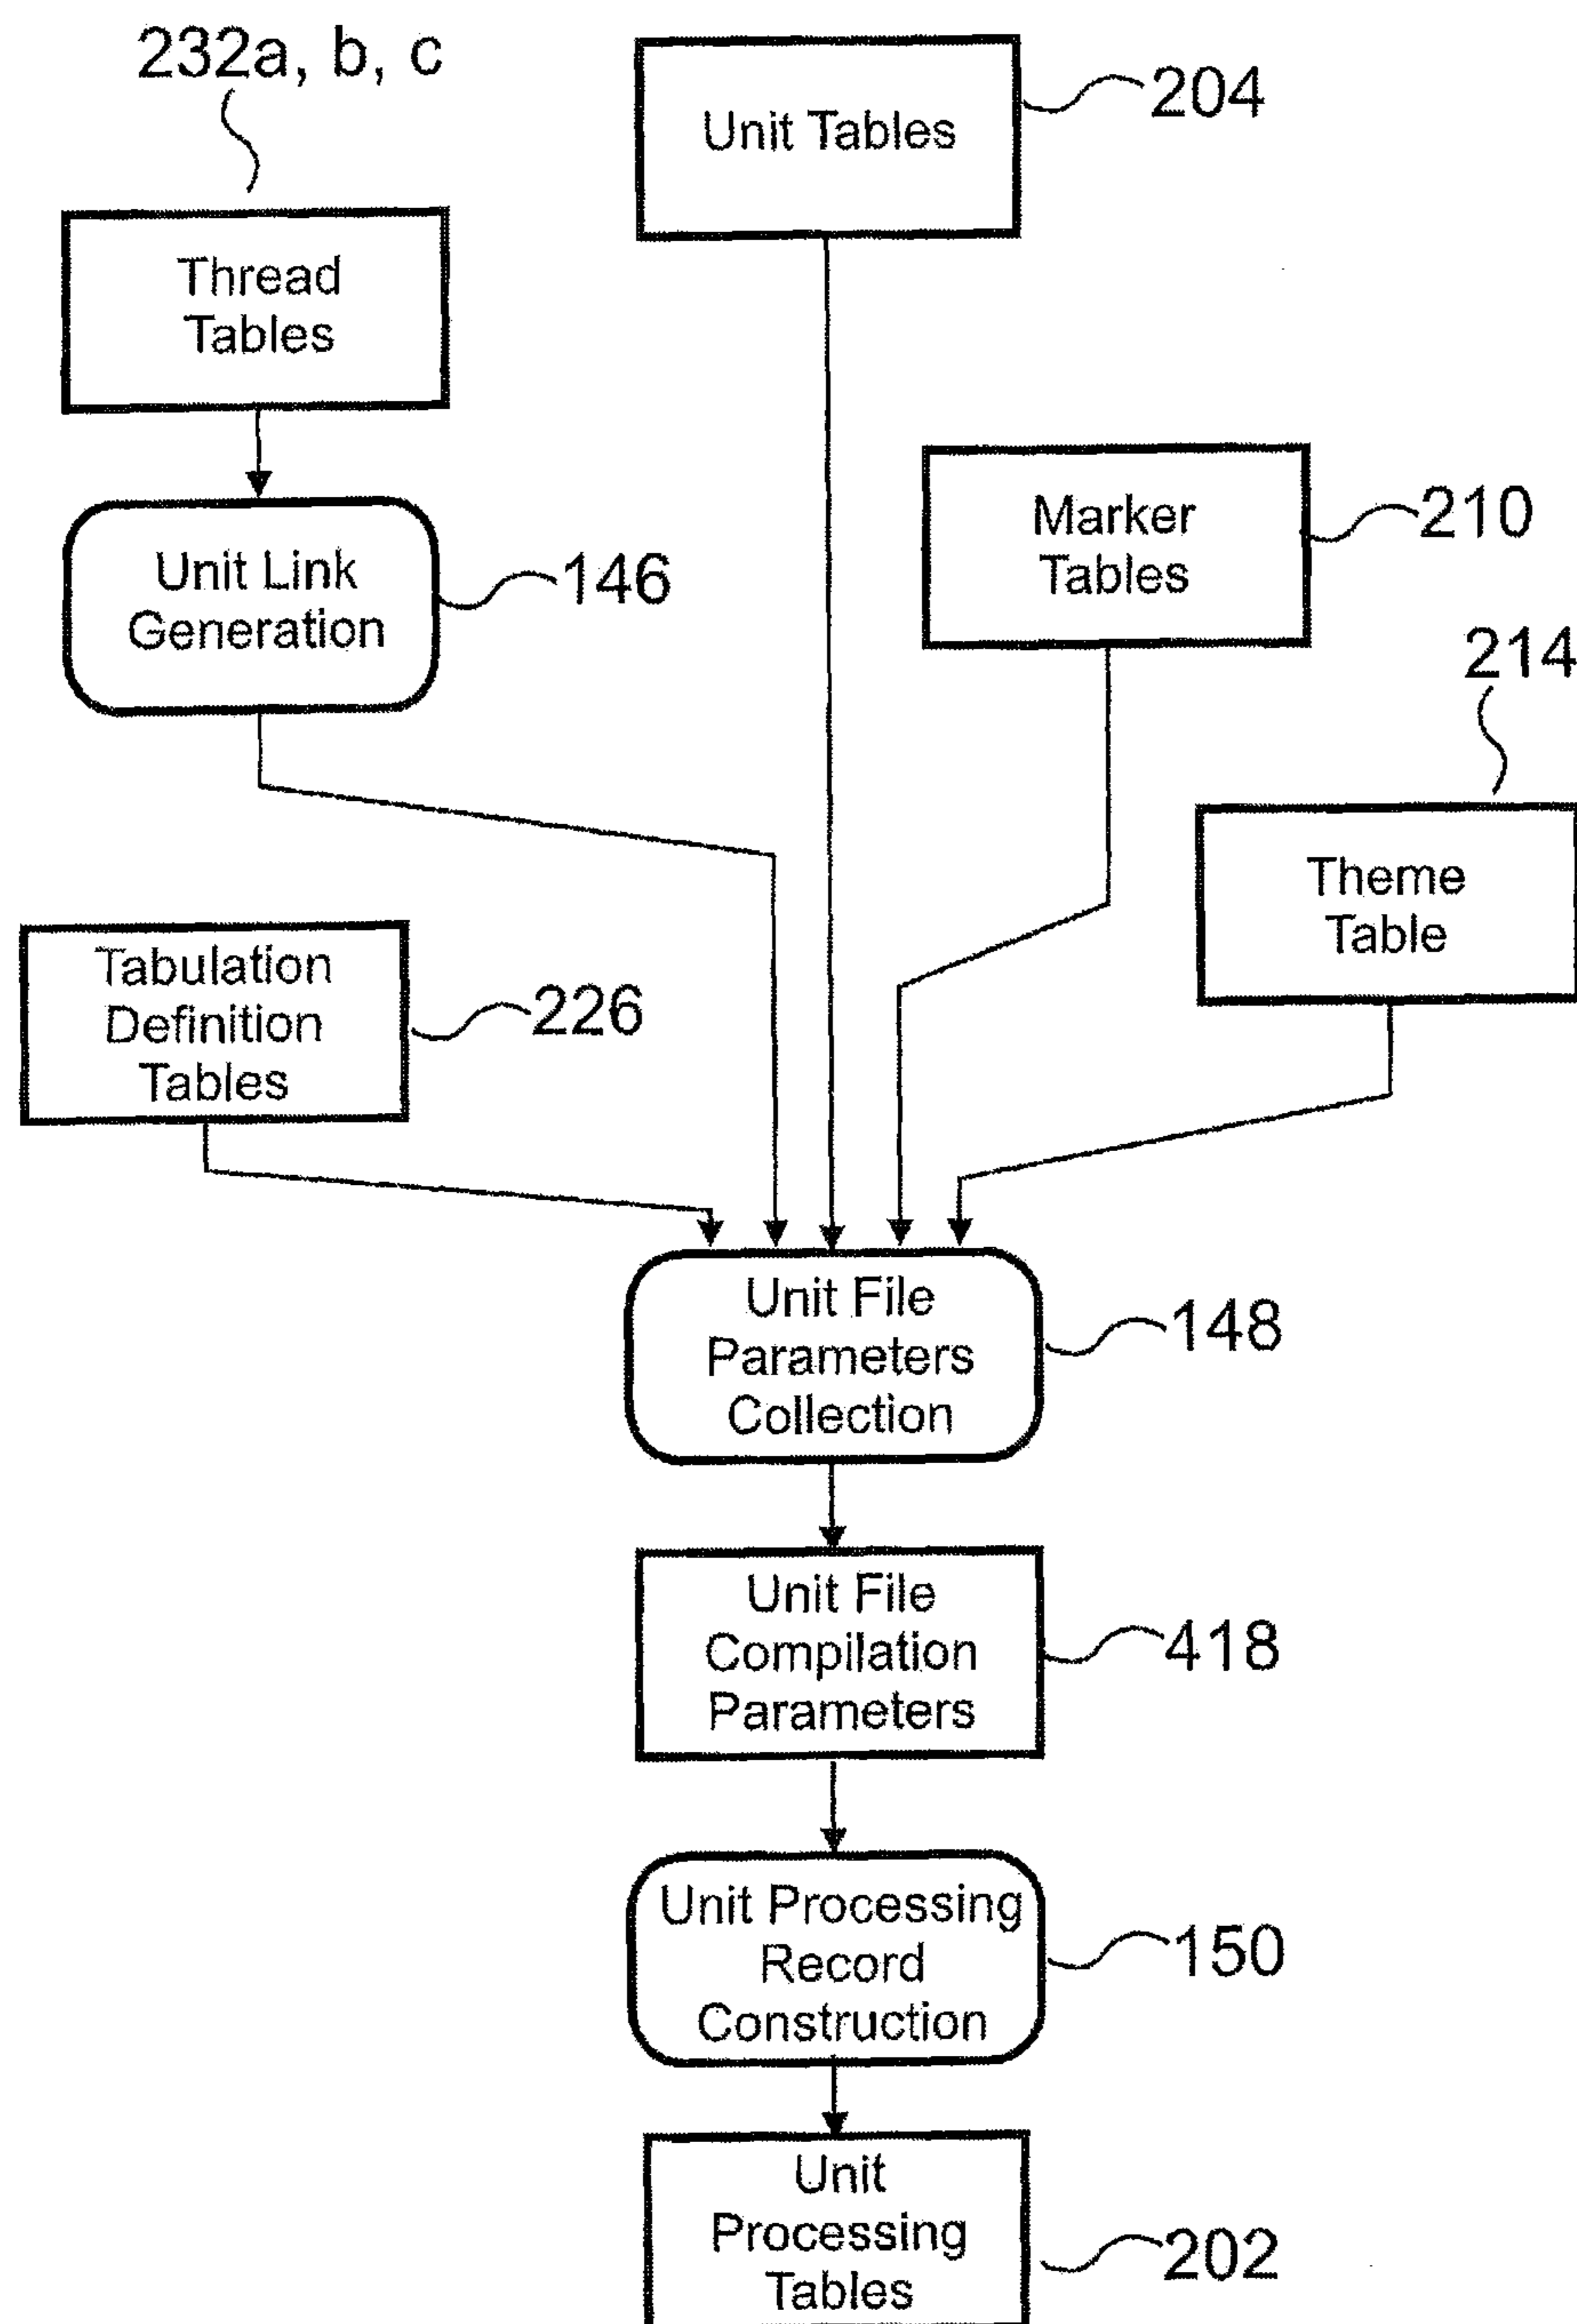 232a, b, c
Unit Tables
204
Thread
Tables
Marker
Tables
210
Unit Link
Generation
146
214
Theme
Table
Tabulation
Definition
Tables
226
Unit File
Parameters
Collection
148
Unit File
Compilation
Parameters
418
Unit Processing
Record
Construction
150
Unit
Processing
Tables
202